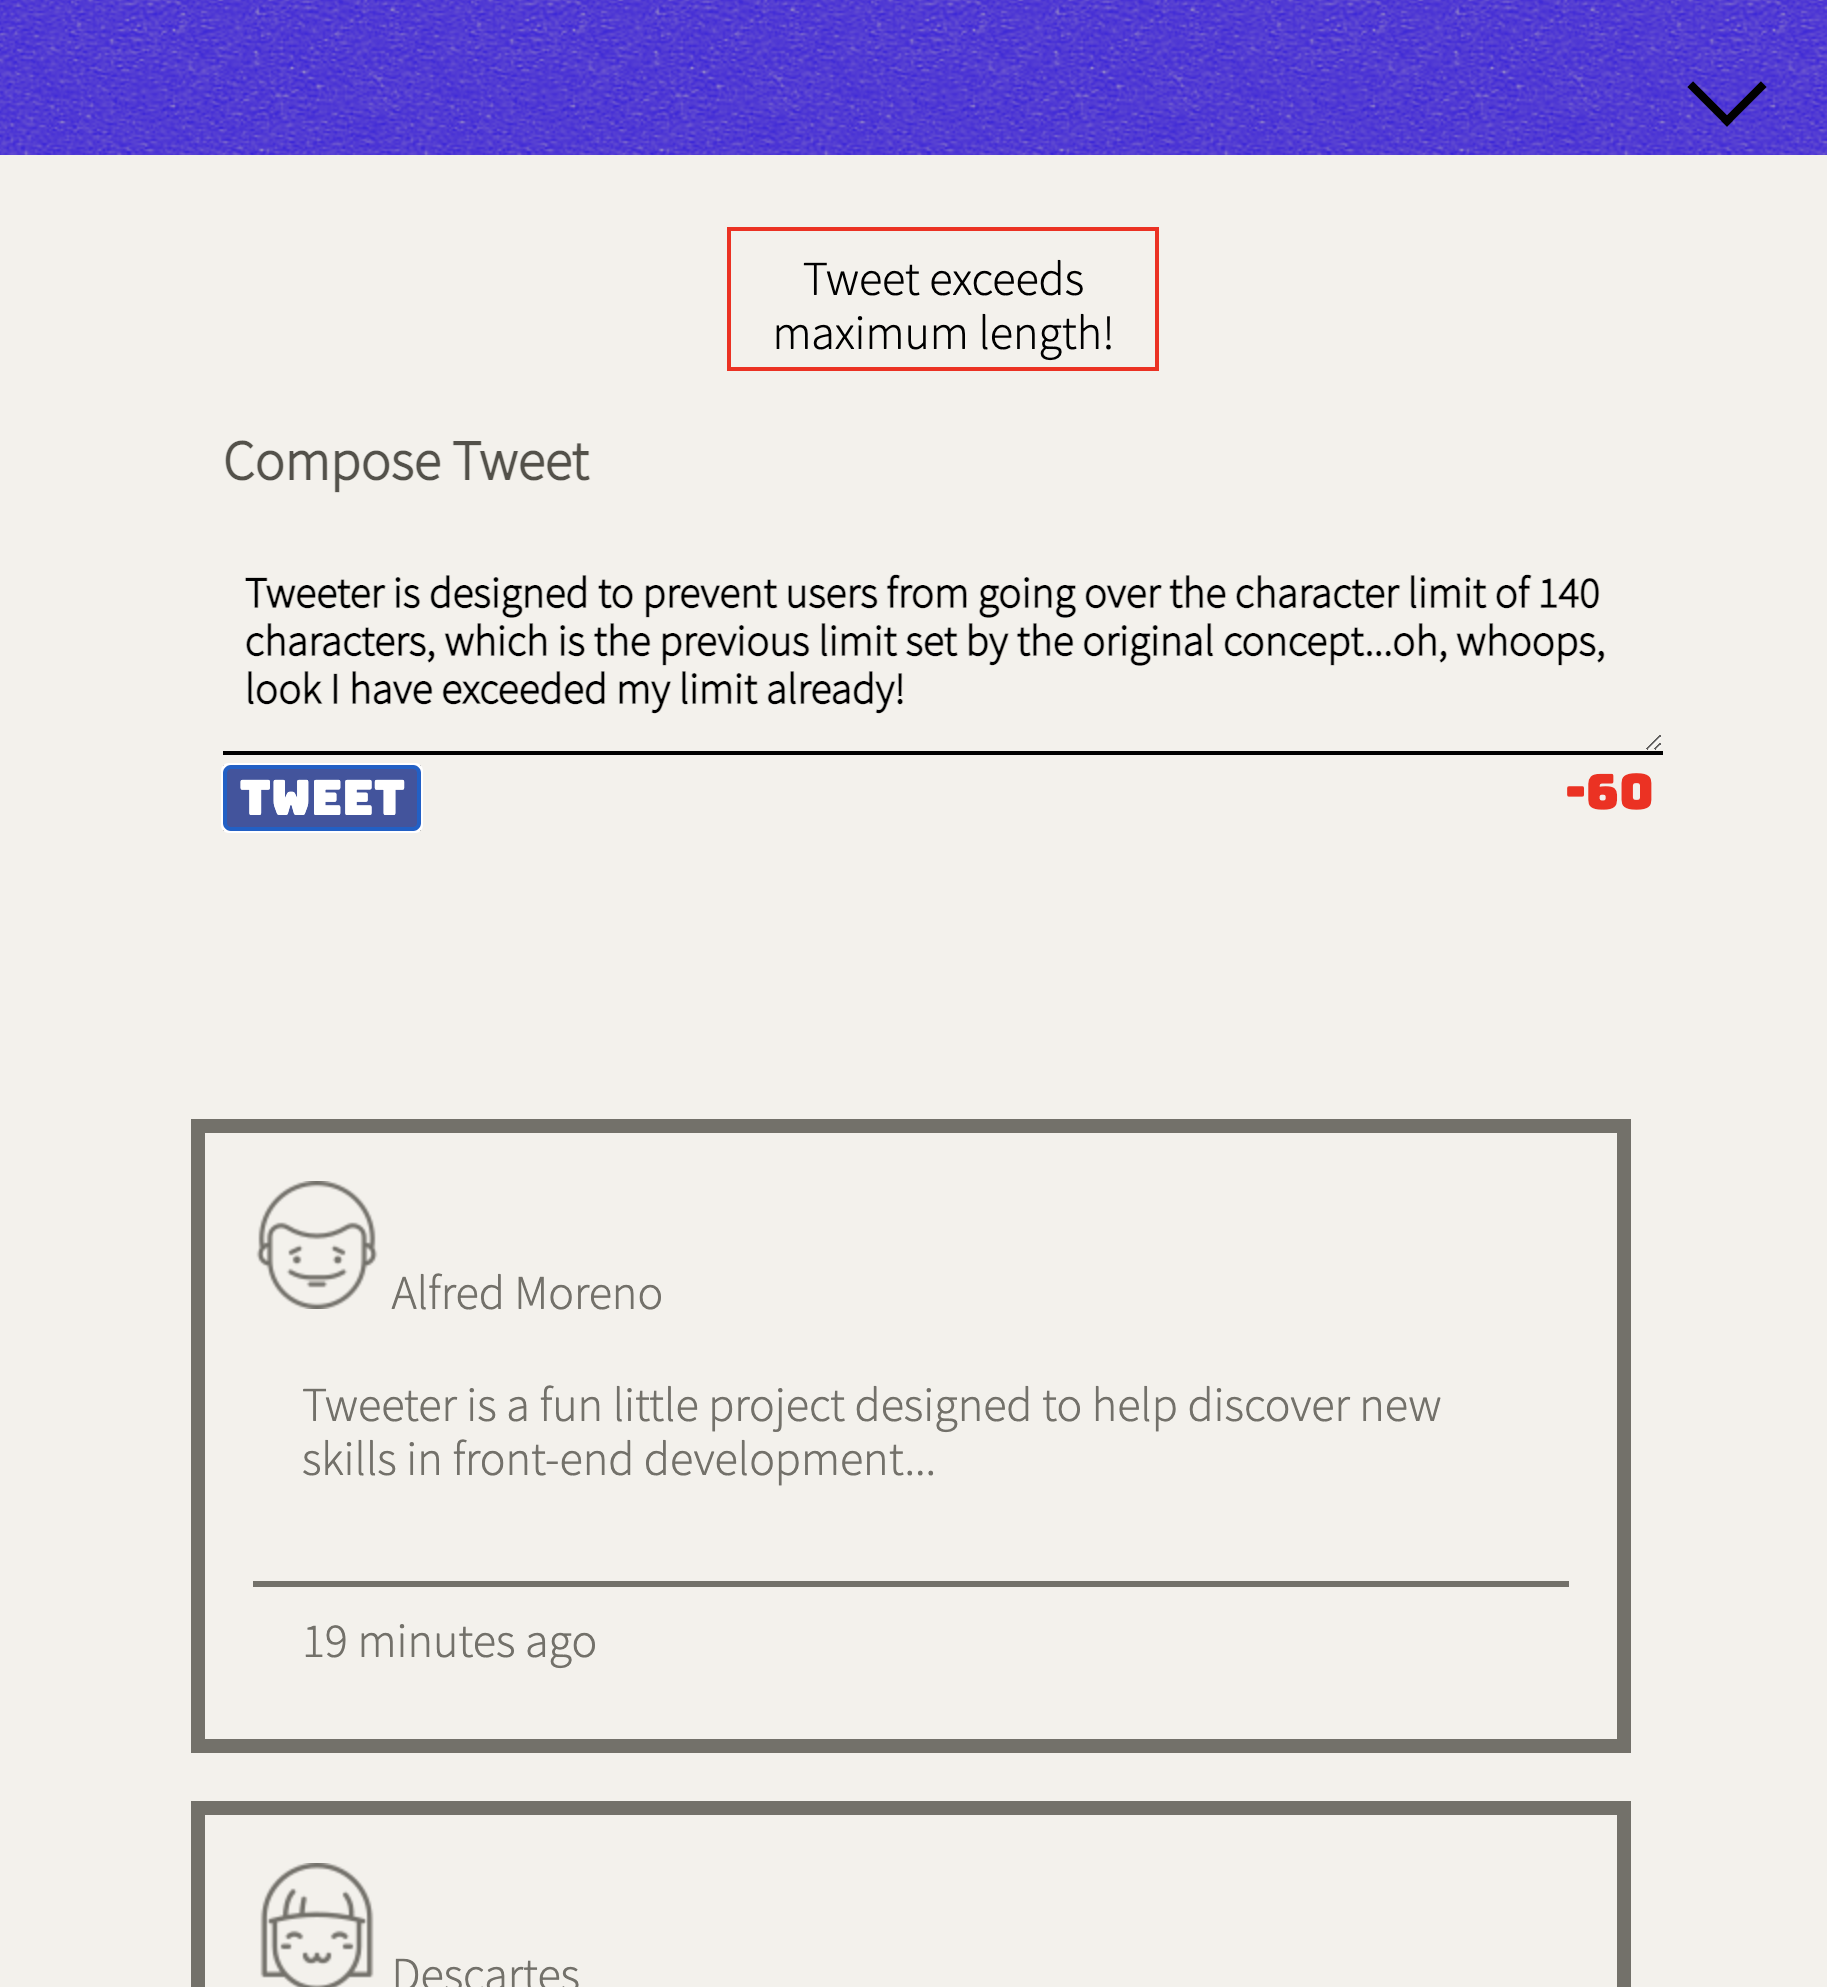 Tweet exceeds
maximum length!
Compose Tweet
Tweeter is designed to prevent users from going over the character limit of 140
characters, which is the previous limit set by the original concept...oh, whoops,
look I have exceeded my limit already!
TWEET
-60
Alfred Moreno
Tweeter is a fun little project designed to help discover new
skills in front-end development...
19 minutes ago
Descartes